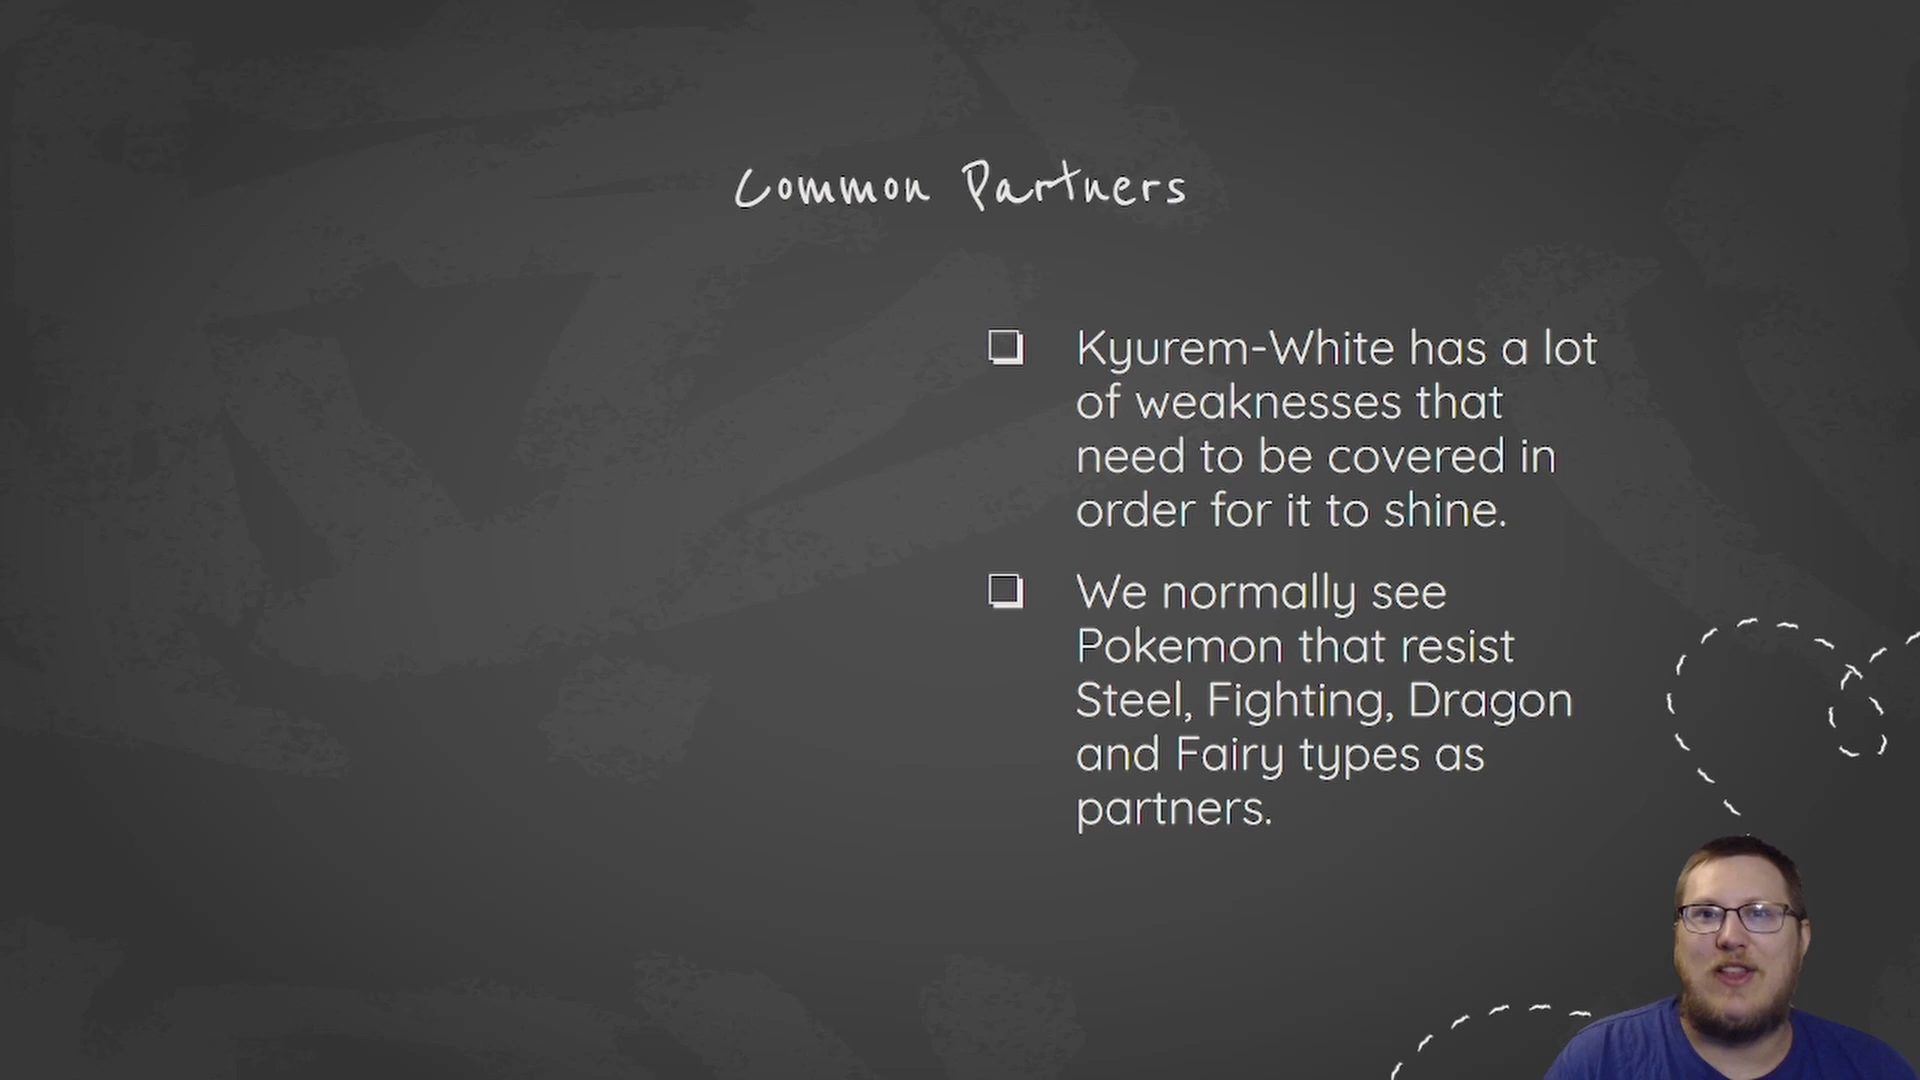 Common Partners
Kyurem-White has a lot
of weaknesses that
need to be covered in
order for it to shine.
We normally see
Pokemon that resist
Steel, Fighting, Dragon
and Fairy types as
partners.